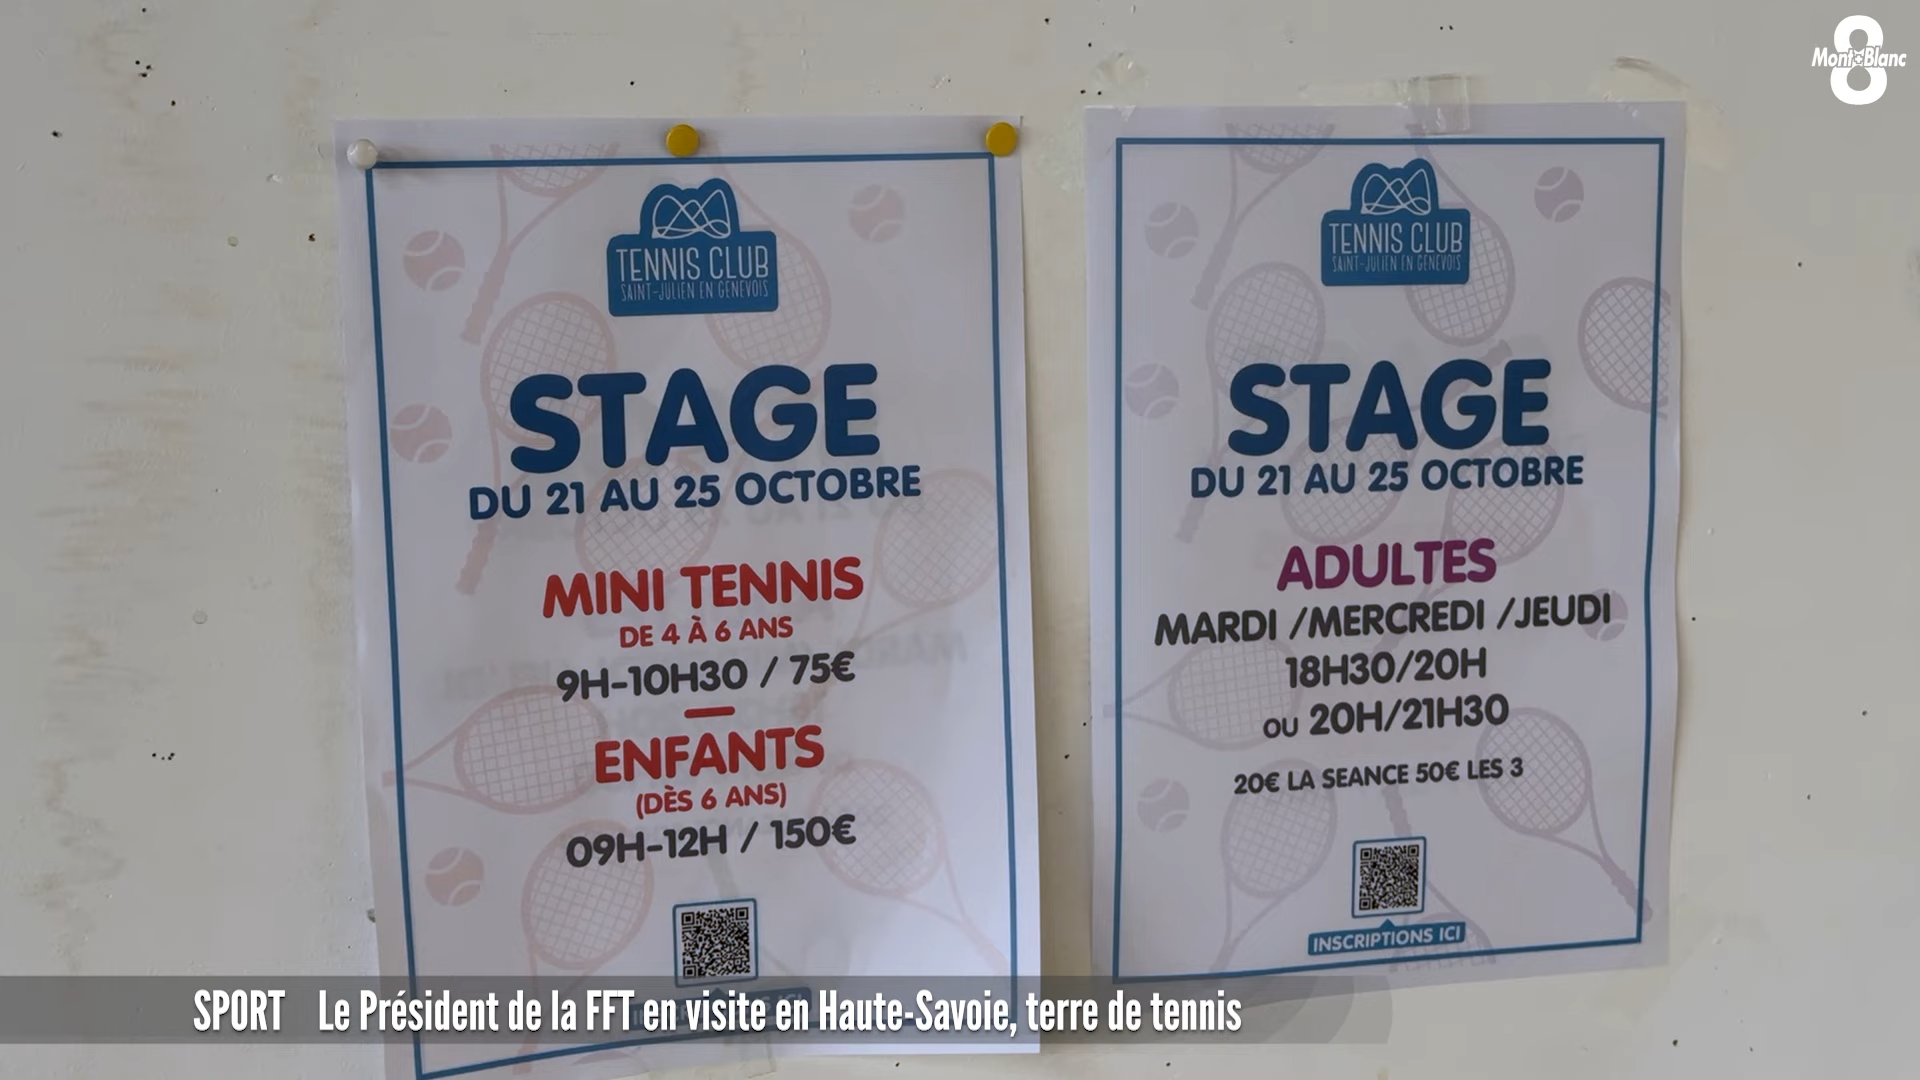 8
Mont Blanc
TENNIS CLUB
SAINT-JULIEN EN GENEVOIS
STAGE
DU 21 AU 25 OCTOBRE
MINI TENNIS
DE 4 À 6 ANS
9H-10H30 / 75€
ENFANTS
(DÈS 6 ANS)
09H-12H / 150€
TENNIS CLUB
SAINT-JULIEN EN GENEVOIS
STAGE
DU 21 AU 25 OCTOBRE
ADULTES
MARDI /MERCREDI /JEUDI
18H30/20H
OU 20H/21H30
20€ LA SEANCE 50€ LES 3
INSCRIPTIONS ICI
SPORT Le Président de la FFT en visite en Haute-Savoie, terre de tennis